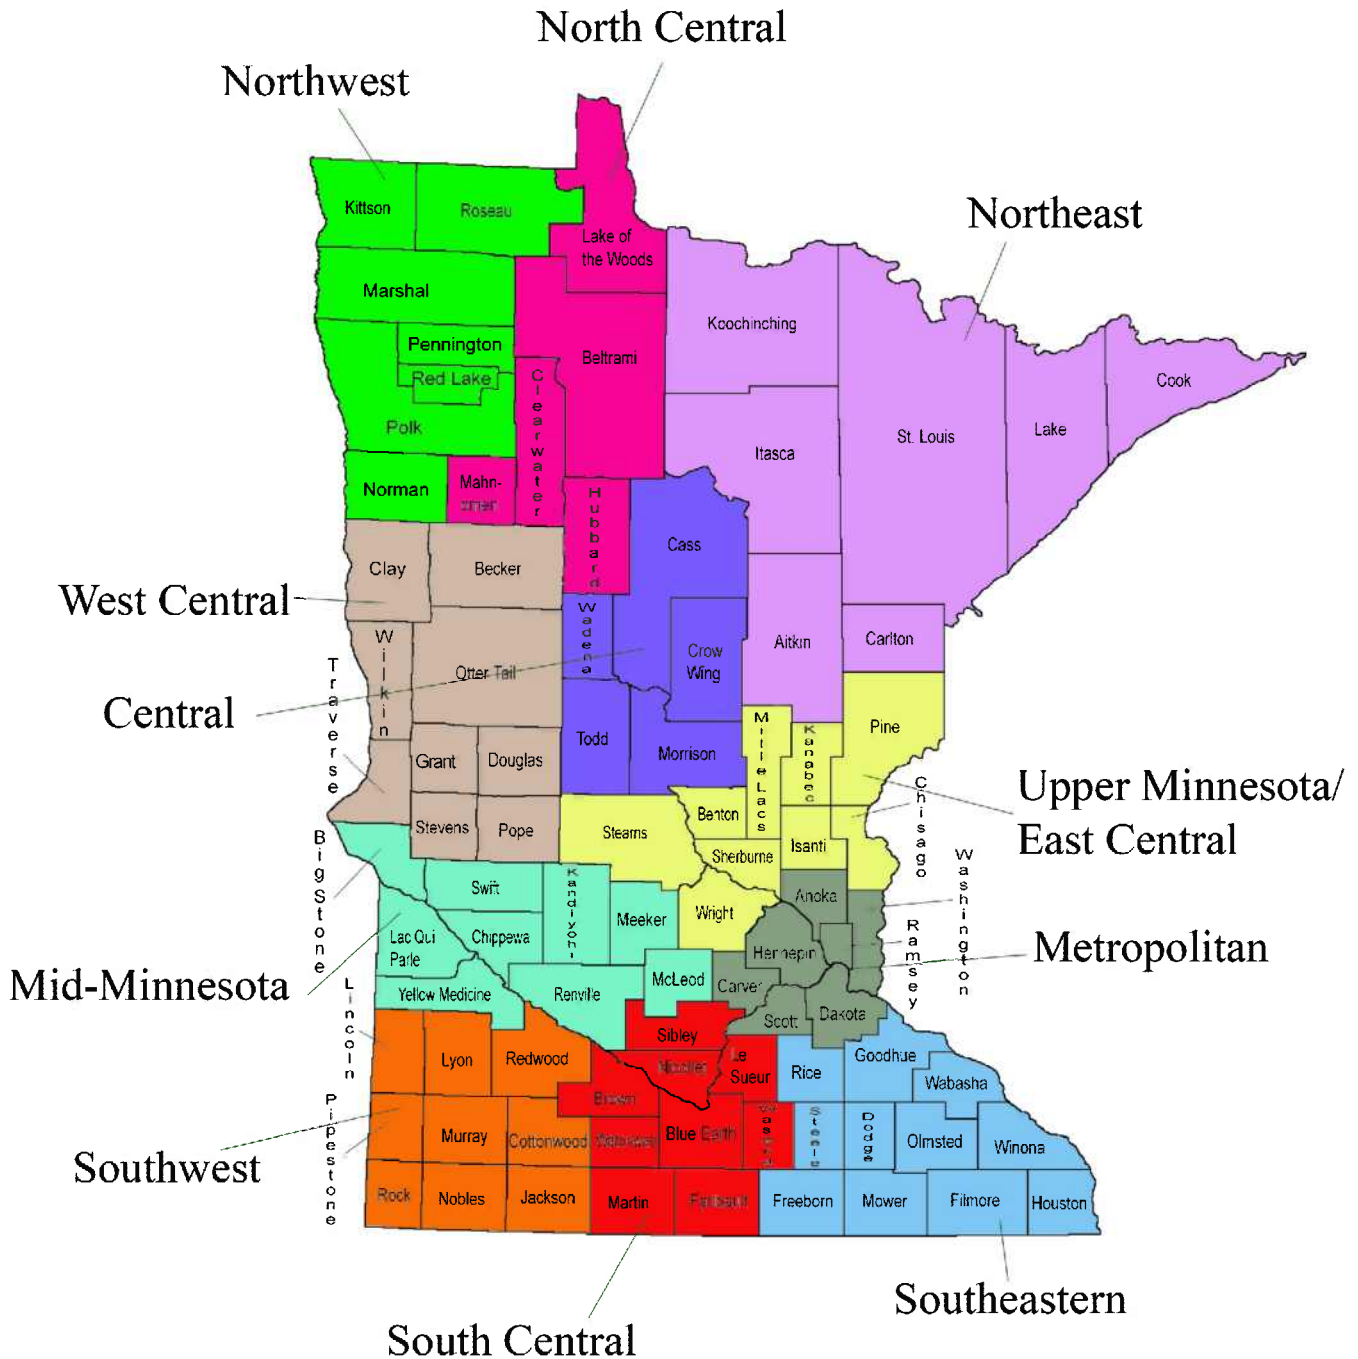 North Central
Northwest
Northeast
Kittson
Roseau
Lake of
the Woods
Marshal
Koochinching
Pennington
Beltrami
Red Lake
Clearwater
Cook
Polk
St. Louis
Lake
Itasca
Norman
Mahn-
omen
Hubbard
Cass
Clay
Becker
West Central
Wadena
Wilkin
Aitkin
Carlton
Crow
Wing
Otter Tail
Traverse
Central
Mille Lacs
Kanabec
Pine
Todd
Morrison
Grant
Douglas
Chisago
Upper Minnesota/
East Central
Benton
Stevens
Pope
Stearns
Isanti
Sherburne
Big Stone
Washington
Swift
Kandiyohi
Anoka
Meeker
Wright
Ramsey
Lac Qui
Parle
Chippewa
Hennepin
Metropolitan
Mid-Minnesota
McLeod
Carver
Yellow Medicine
Renville
Lincoln
Scott
Dakota
Sibley
Lyon
Redwood
Nicollet
Le
Sueur
Rice
Goodhue
Wabasha
Brown
Pipestone
Murray
Cottonwood
Blue Earth
Steele
Dodge
Olmsted
Winona
Southwest
Rock
Nobles
Jackson
Martin
Faribault
Freeborn
Mower
Filmore
Houston
Southeastern
South Central